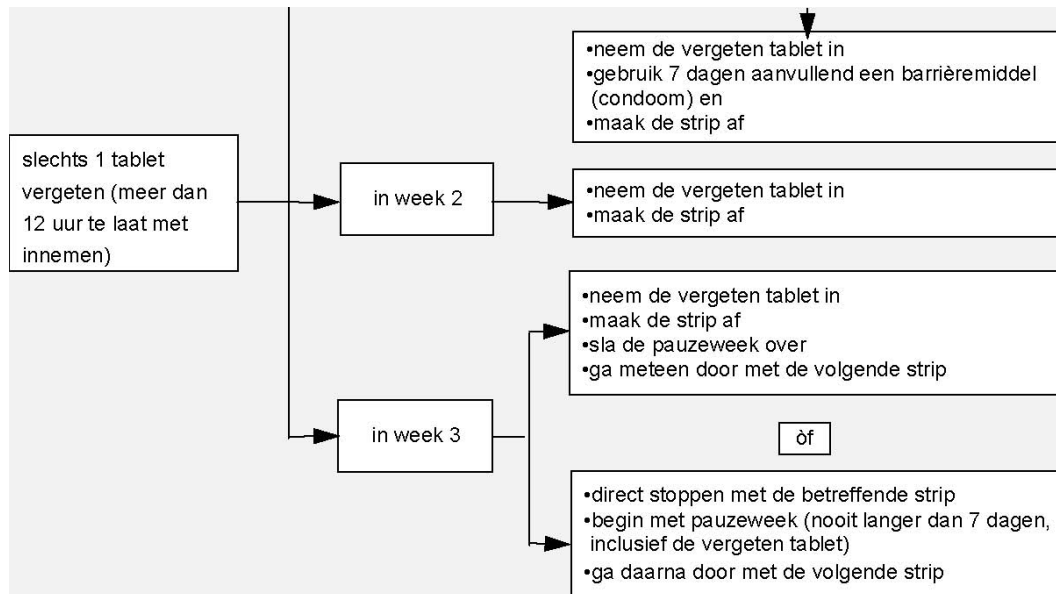 •neem de vergeten tablet in
•gebruik 7 dagen aanvullend een barrièremiddel
(condoom) en
•maak de strip af
slechts 1 tablet
vergeten (meer dan
12 uur te laat met
innemen)
in week 2
•neem de vergeten tablet in
•maak de strip af
in week 3
•neem de vergeten tablet in
•maak de strip af
•sla de pauzeweek over
•ga meteen door met de volgende strip
òf
•direct stoppen met de betreffende strip
•begin met pauzeweek (nooit langer dan 7 dagen,
inclusief de vergeten tablet)
•ga daarna door met de volgende strip